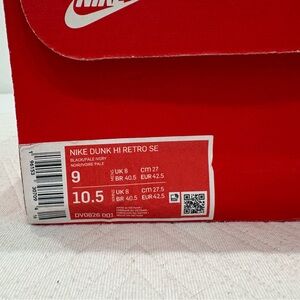 NIKE
NIKE DUNK HI RETRO SE
BLACK/PALE IVORY
NOIR/IVOIRE PALE
9 UK 8 CM 27
BR 40.5 EUR 42.5
10.5 UK 8 CM 27.5
BR 40.5 EUR 42.5
DV0826 001